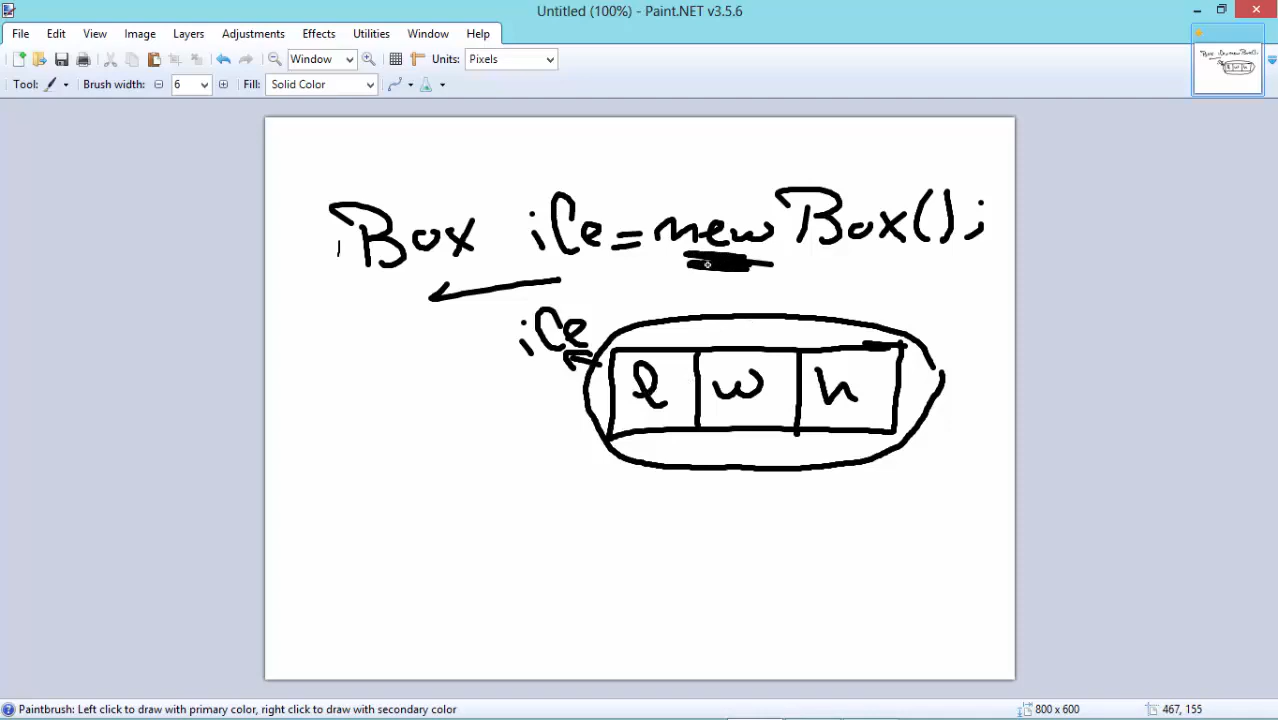 Untitled (100%) - Paint.NET v3.5.6
File Edit View Image Layers Adjustments Effects Utilities Window Help
Window Units: Pixels
Tool: Brush width: 6 Fill: Solid Color
Box ice=new Box();
ice
l w h
Paintbrush: Left click to draw with primary color, right click to draw with secondary color 800 x 600 467, 155